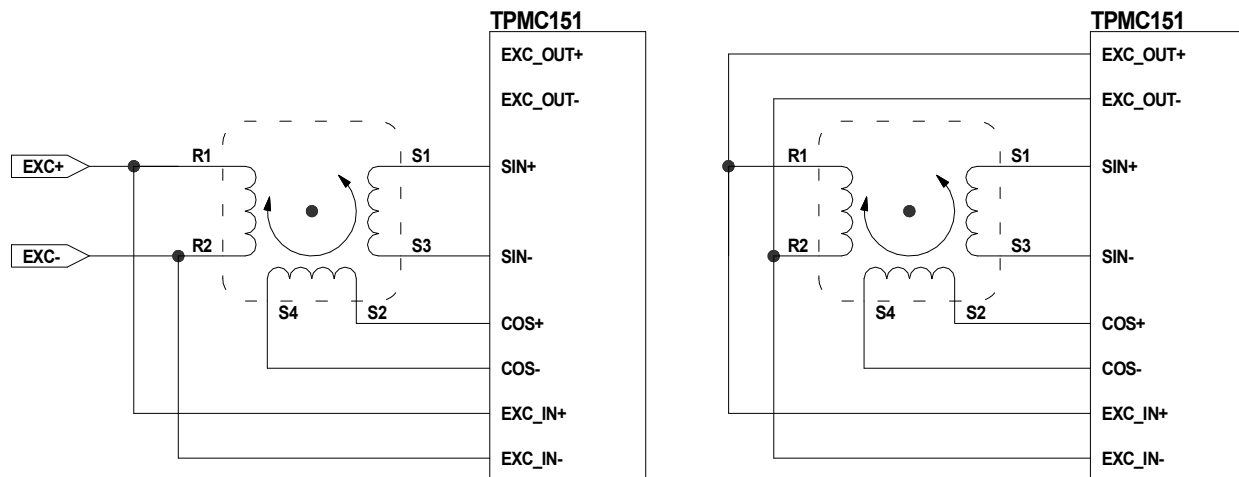 TPMC151
EXC_OUT+
EXC_OUT-
EXC+
R1
S1
SIN+
EXC-
R2
S3
SIN-
S4
S2
COS+
COS-
EXC_IN+
EXC_IN-
TPMC151
EXC_OUT+
EXC_OUT-
R1
S1
SIN+
R2
S3
SIN-
S4
S2
COS+
COS-
EXC_IN+
EXC_IN-